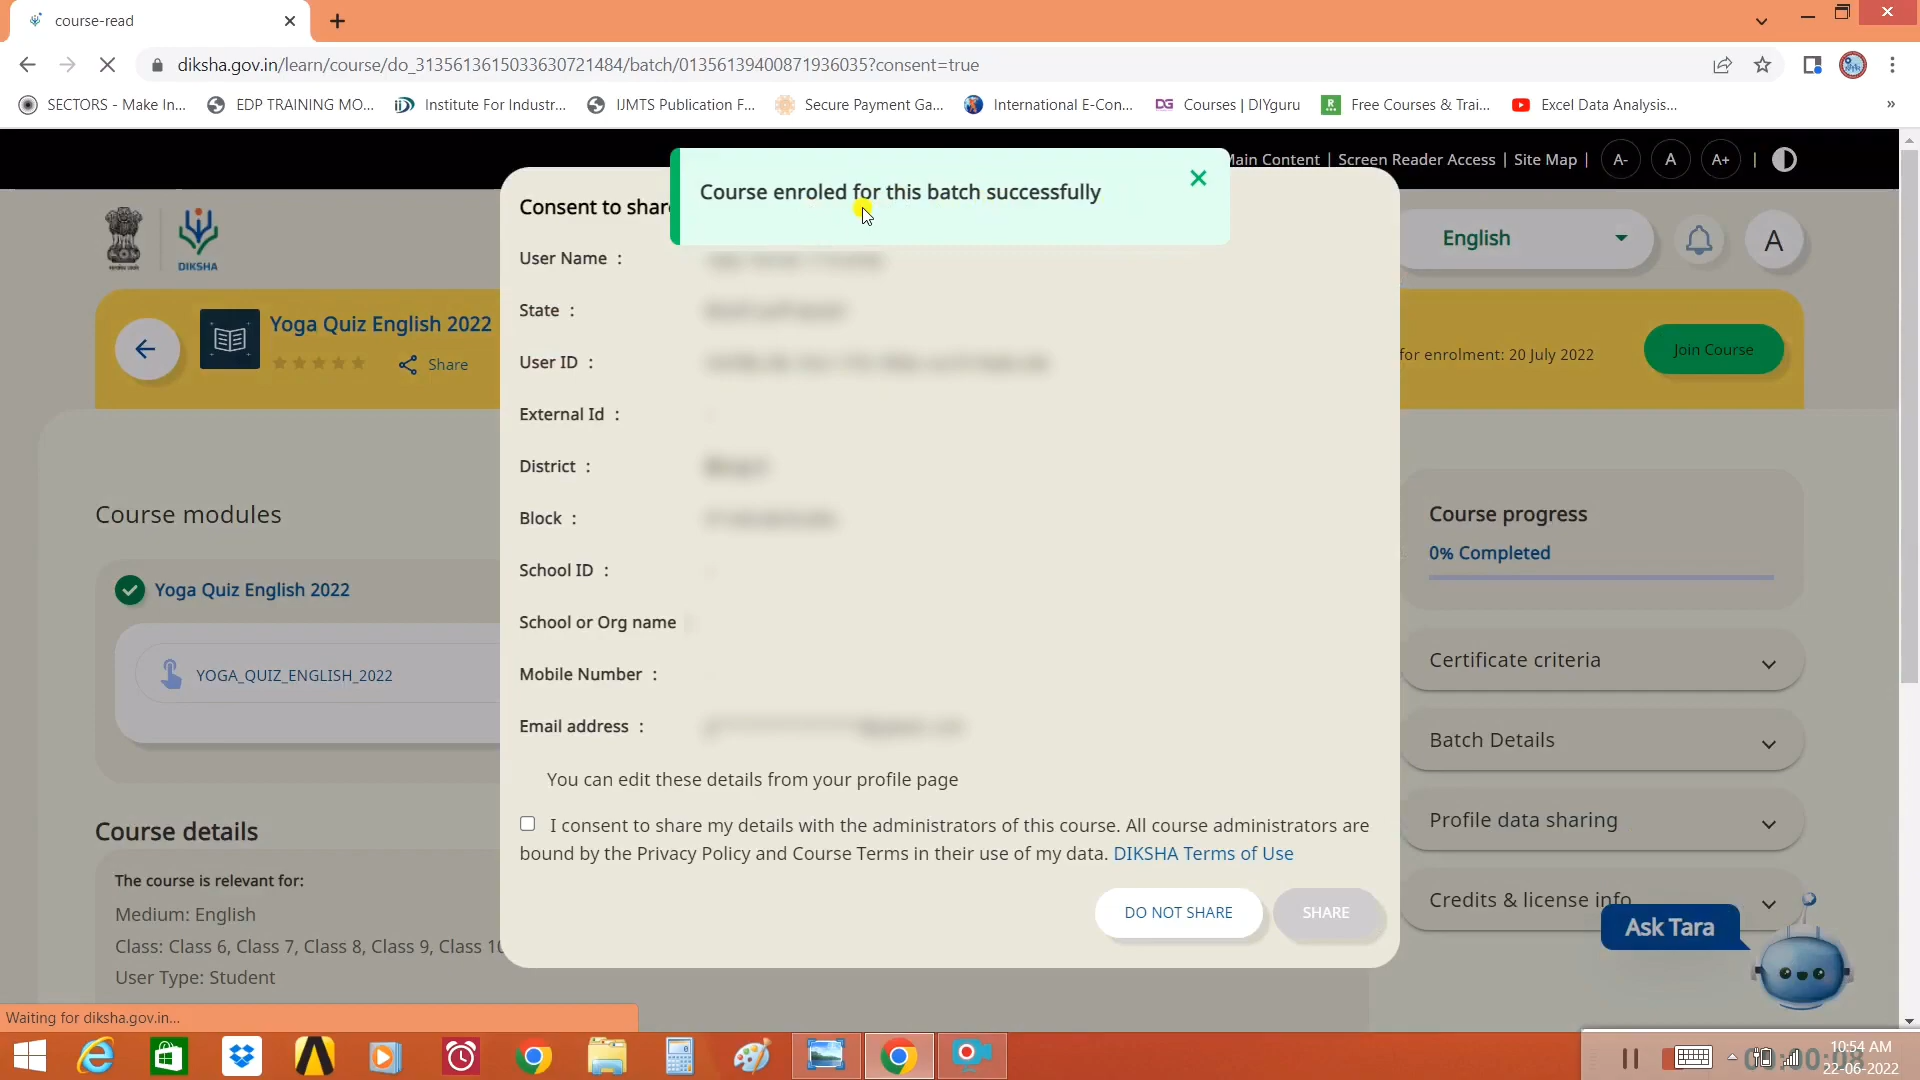 course-read
diksha.gov.in/learn/course/do_31356136150336307​21484/batch/01356139400871936035?consent=true
SECTORS - Make In...
EDP TRAINING MO...
Institute For Industr...
IJMTS Publication F...
Secure Payment Ga...
International E-Con...
DG Courses | DIYguru
R. Free Courses & Trai...
Excel Data Analysis...
»
Main Content | Screen Reader Access | Site Map |
A-
A
A+
|
Course enroled for this batch successfully
Consent to shar
DIKSHA
English
A
Yoga Quiz English 2022
Share
for enrolment: 20 July 2022
Join Course
User Name :
State :
User ID :
External Id :
District :
Block :
School ID :
School or Org name
Mobile Number :
Email address :
You can edit these details from your profile page
I consent to share my details with the administrators of this course. All course administrators are
bound by the Privacy Policy and Course Terms in their use of my data. DIKSHA Terms of Use
DO NOT SHARE
SHARE
Course modules
Yoga Quiz English 2022
YOGA_QUIZ_ENGLISH_2022
Course details
The course is relevant for:
Medium: English
Class: Class 6, Class 7, Class 8, Class 9, Class 10
User Type: Student
Course progress
0% Completed
Certificate criteria
Batch Details
Profile data sharing
Credits & license info
Ask Tara
Waiting for diksha.gov.in...
10:54 AM
22-06-2022